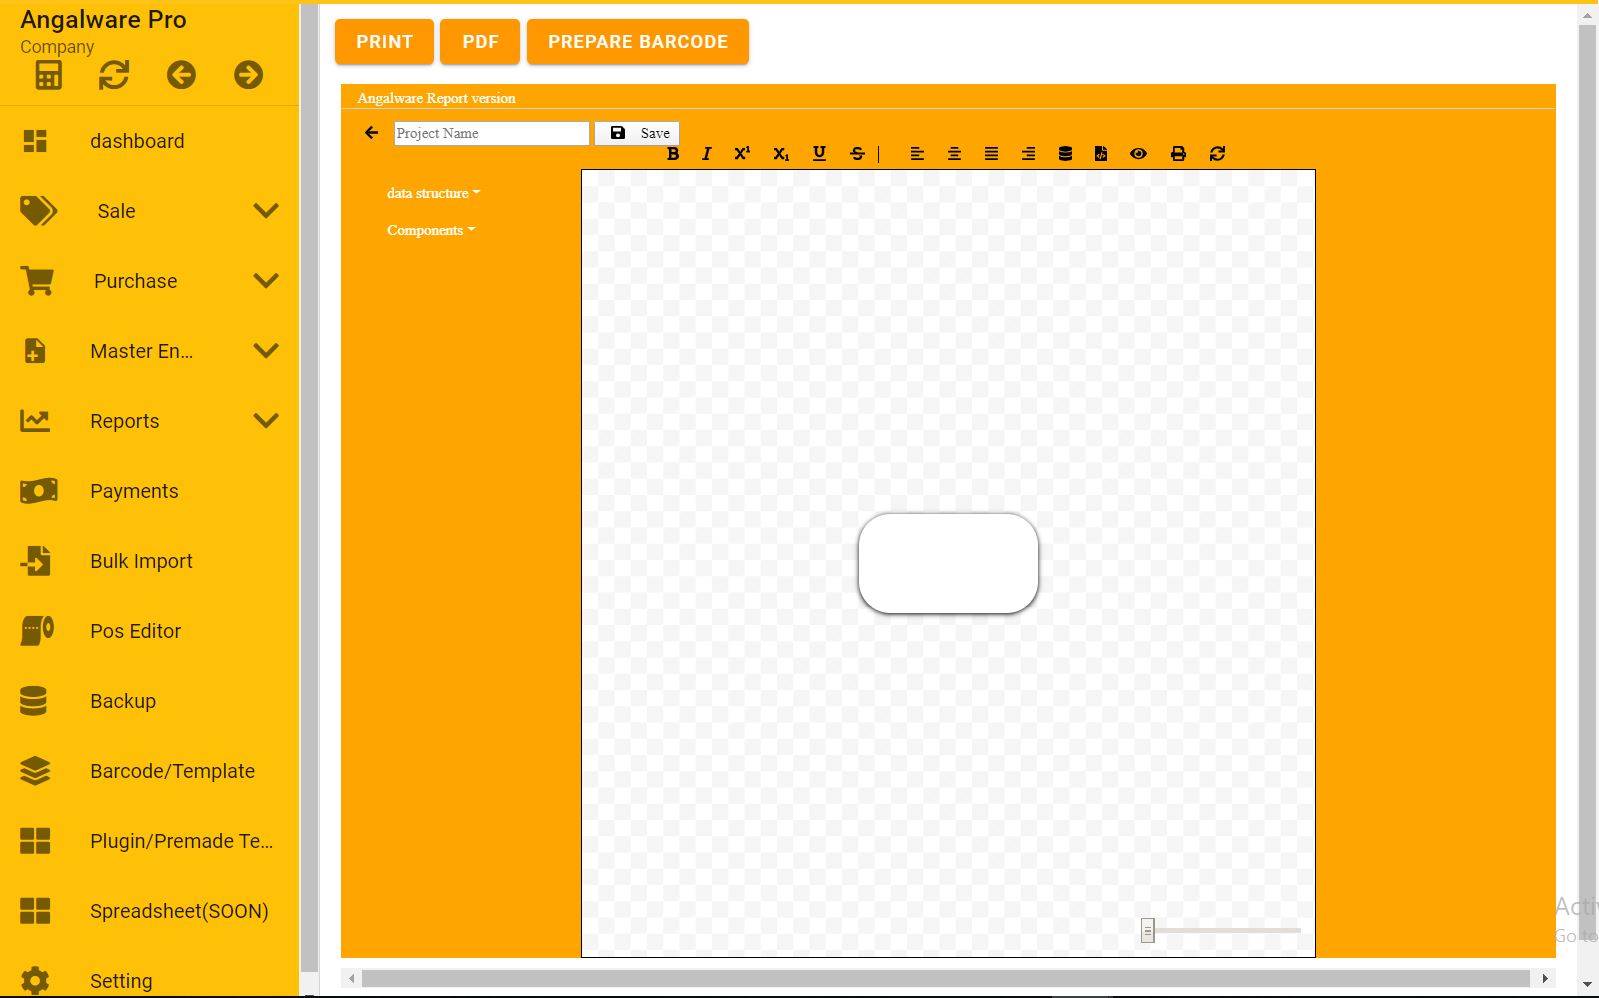 Angalware Pro
Company
dashboard
Sale
Purchase
Master En...
Reports
Payments
Bulk Import
Pos Editor
Backup
Barcode/Template
Plugin/Premade Te...
Spreadsheet(SOON)
Setting
PRINT
PDF
PREPARE BARCODE
Angalware Report version
Project Name
Save
B I X¹ X₁ U S |
data structure
Components
Go to